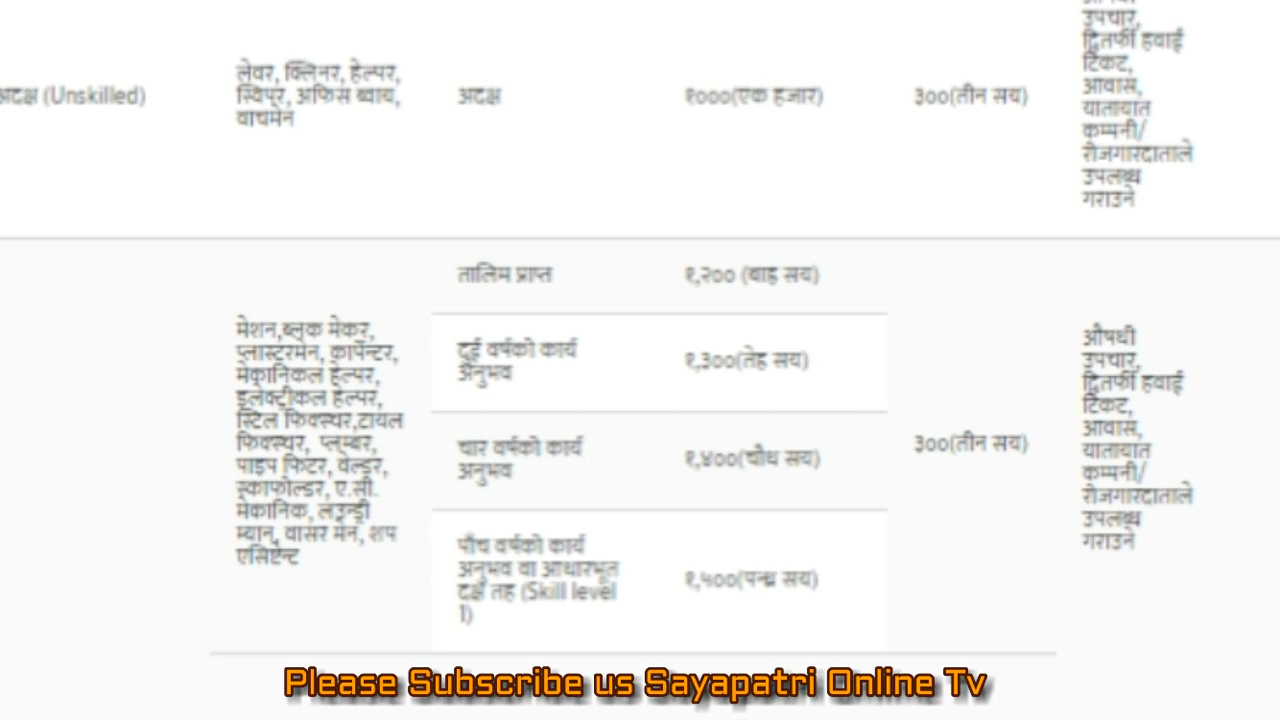 उपचार,
द्वितर्फी हवाई
टिकट,
आवास,
यातायात
कम्पनी/
रोजगारदाताले
उपलब्ध
गराउने
अदक्ष (Unskilled)
लेवर, क्लिनर, हेल्पर,
स्विपर, अफिस ब्वाय,
वाचमेन
अदक्ष
१०००(एक हजार)
३००(तीन सय)
मेशन,ब्लक मेकर,
प्लास्टरमेन, कार्पेन्टर,
मेकानिकल हेल्पर,
इलेक्ट्रीकल हेल्पर,
स्टिल फिक्स्चर,टायल
फिक्स्चर, प्लम्बर,
पाइप फिटर, वेल्डर,
स्काफोल्डर, ए.सी.
मेकानिक, लउन्ड्री
म्यान, वासर मेन, शप
एसिष्टेन्ट
तालिम प्राप्त
१,२०० (बाह्र सय)
दुई वर्षको कार्य
अनुभव
१,३००(तेह्र सय)
चार वर्षको कार्य
अनुभव
१,४००(चौध सय)
पाँच वर्षको कार्य
अनुभव वा आधारभूत
दक्ष तह (Skill level
1)
१,५००(पन्ध्र सय)
३००(तीन सय)
औषधी
उपचार,
द्वितर्फी हवाई
टिकट,
आवास,
यातायात
कम्पनी/
रोजगारदाताले
उपलब्ध
गराउने
Please Subscribe us Sayapatri Online Tv